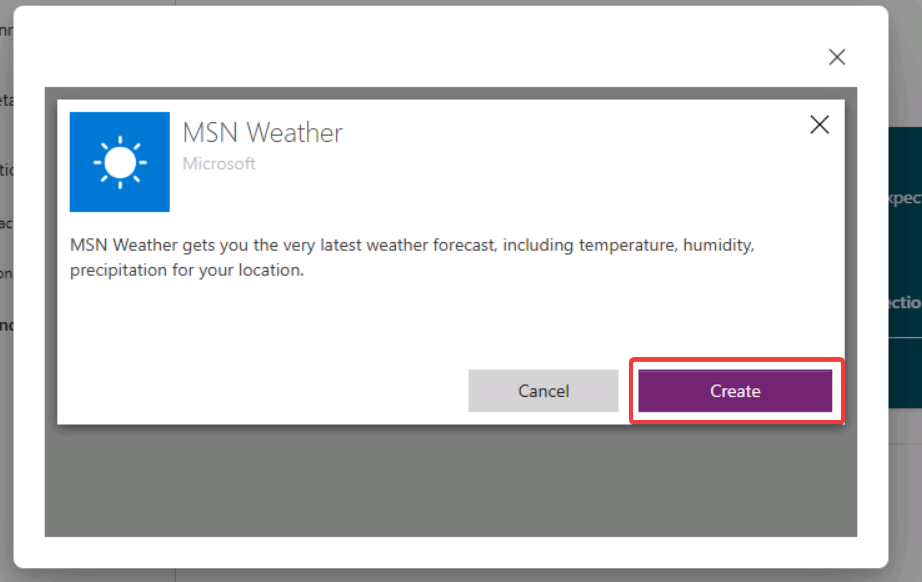 MSN Weather
Microsoft
MSN Weather gets you the very latest weather forecast, including temperature, humidity,
precipitation for your location.
Cancel
Create